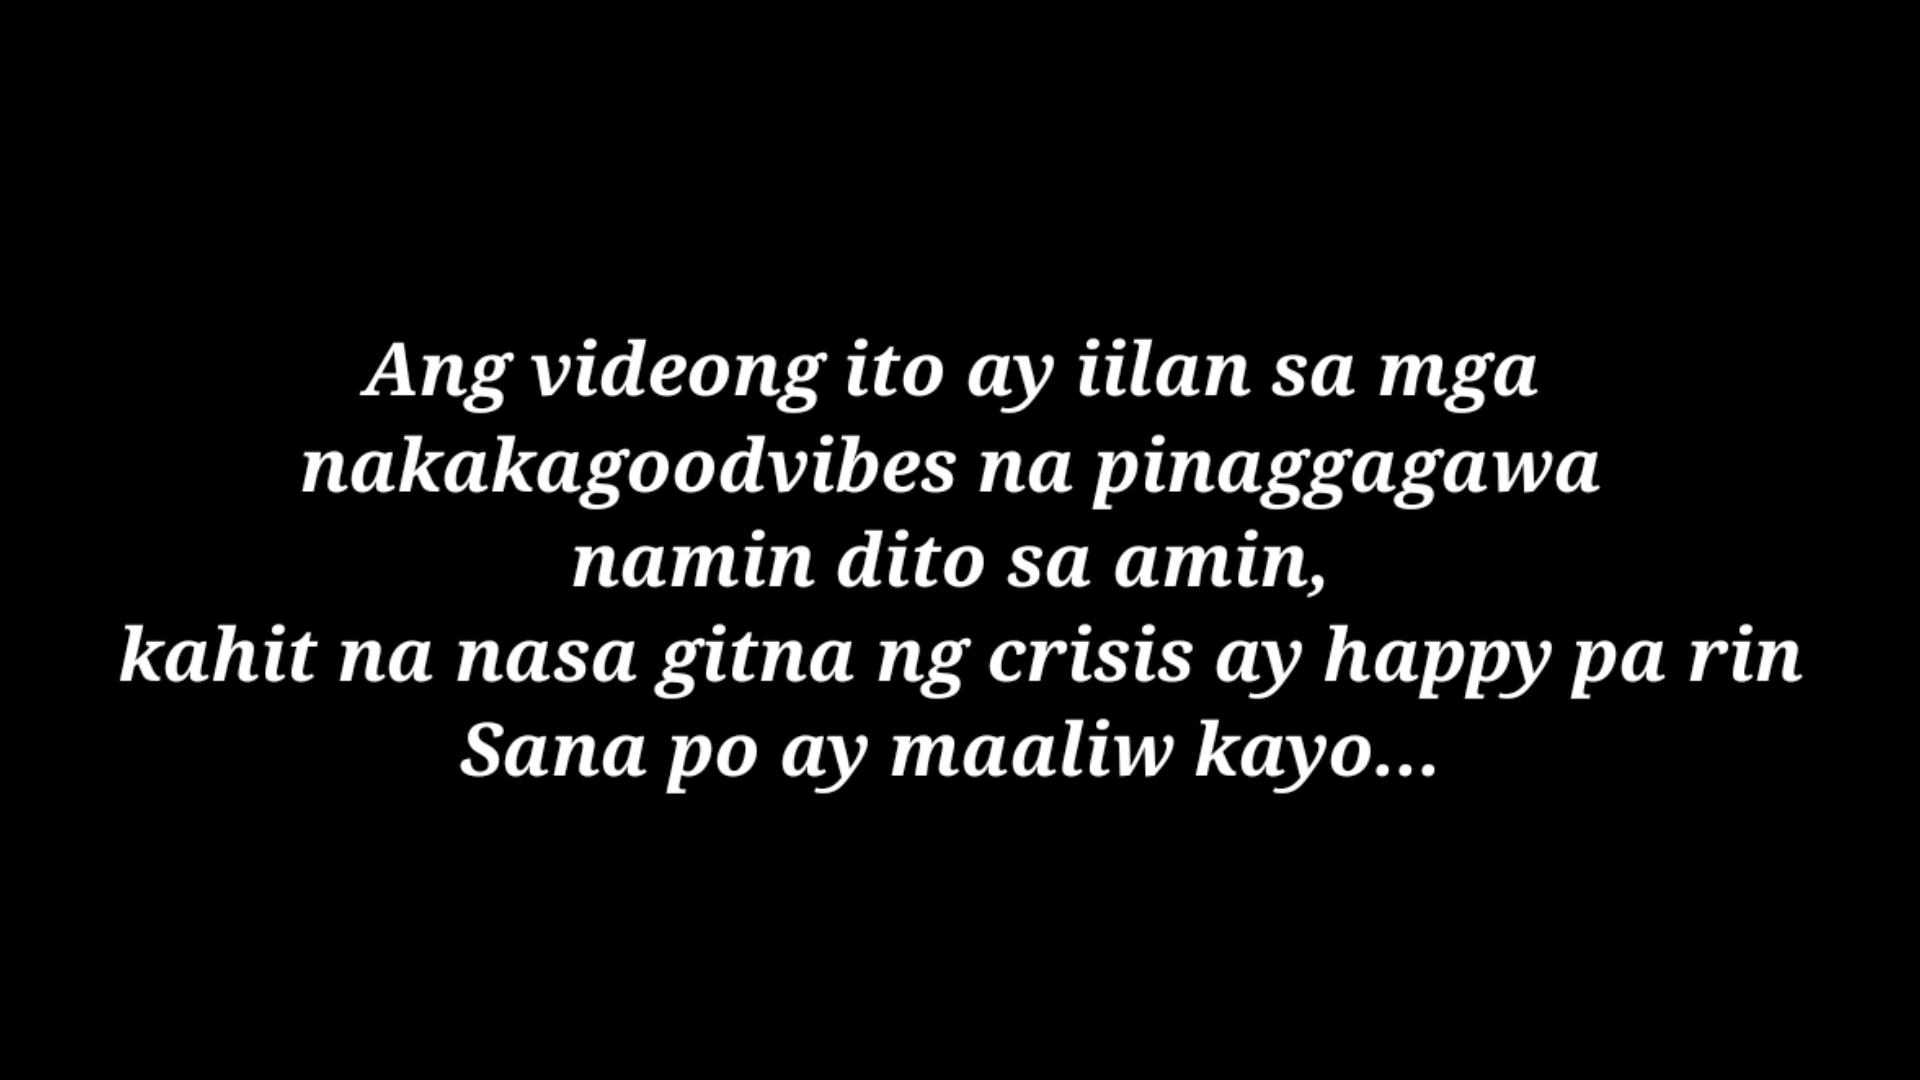 Ang videong ito ay iilan sa mga
nakakagoodvibes na pinaggagawa
namin dito sa amin,
kahit na nasa gitna ng crisis ay happy pa rin
Sana po ay maaliw kayo...